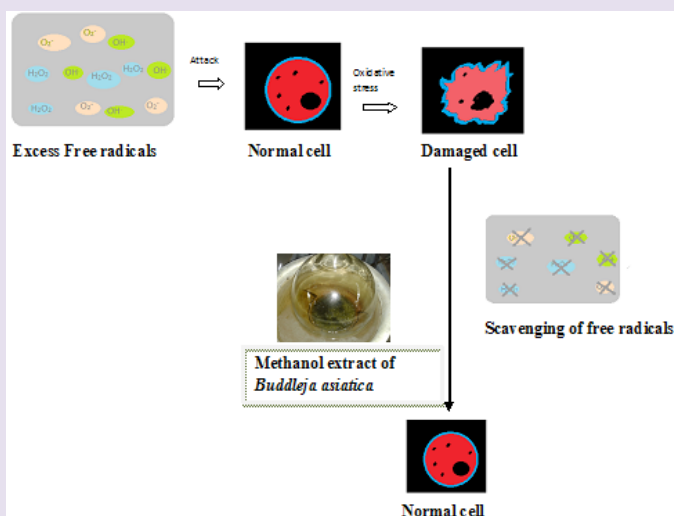 O₂⁻ O₂⁻ OH⁻
H₂O₂ OH⁻ H₂O₂ H₂O₂ OH⁻
H₂O₂ O₂⁻ OH⁻ O₂⁻
Attack
Oxidative
stress
Excess Free radicals
Normal cell
Damaged cell
Scavenging of free radicals
Methanol extract of
Buddleja asiatica
Normal cell